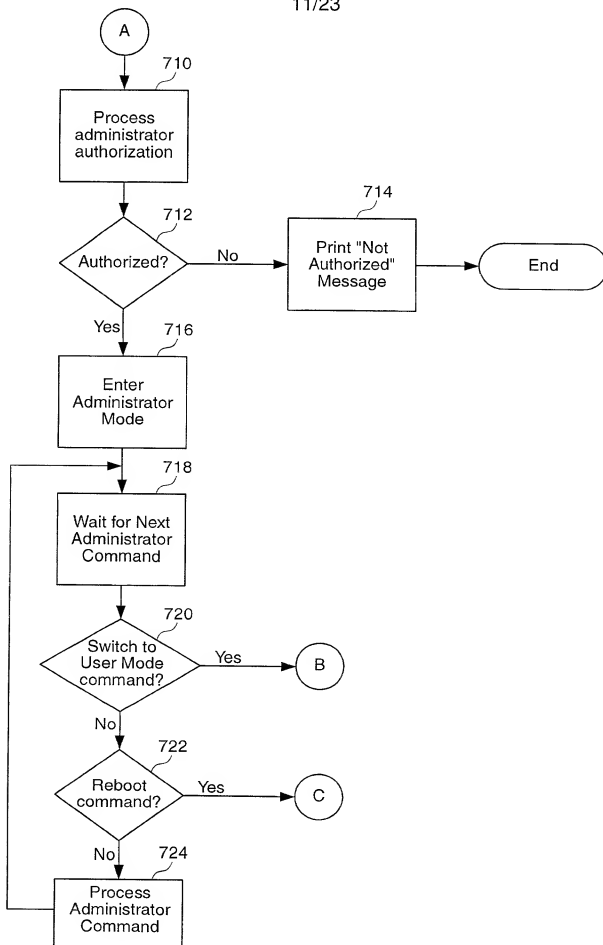 11/23
A
710
Process
administrator
authorization
712
714
Authorized?
No
Print "Not
Authorized"
Message
End
Yes
716
Enter
Administrator
Mode
718
Wait for Next
Administrator
Command
720
Switch to
User Mode
command?
Yes
B
No
722
Reboot
command?
Yes
C
No
724
Process
Administrator
Command